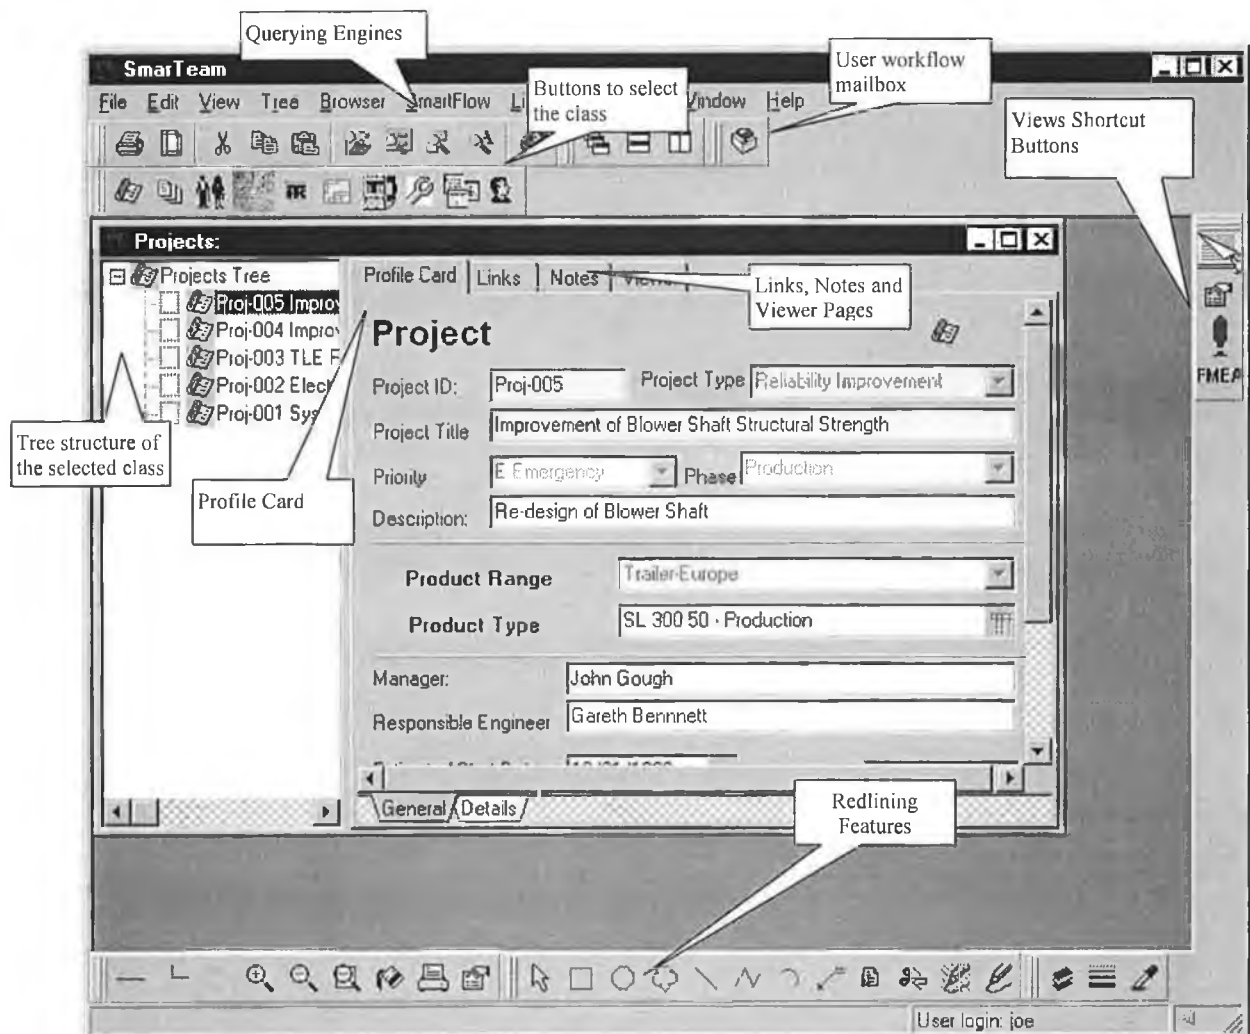 Querying Engines
SmarTeam
User workflow
mailbox
File Edit View Tree Browser SmartFlow Window Help
Buttons to select
the class
Views Shortcut
Buttons
Projects:
Projects Tree
Proj-005 Improv
Proj-004 Improv
Proj-003 TLE F
Proj-002 Elect
Proj-001 Sys
Profile Card Links Notes
Links, Notes and
Viewer Pages
FMEA
Project
Project ID: Proj-005 Project Type Reliability Improvement
Project Title Improvement of Blower Shaft Structural Strength
Tree structure of
the selected class
Priority E Emergency Phase Production
Profile Card
Description: Re-design of Blower Shaft
Product Range Trailer-Europe
Product Type SL 300 50 - Production
Manager: John Gough
Responsible Engineer Gareth Bennnett
General Details
Redlining
Features
User login: joe